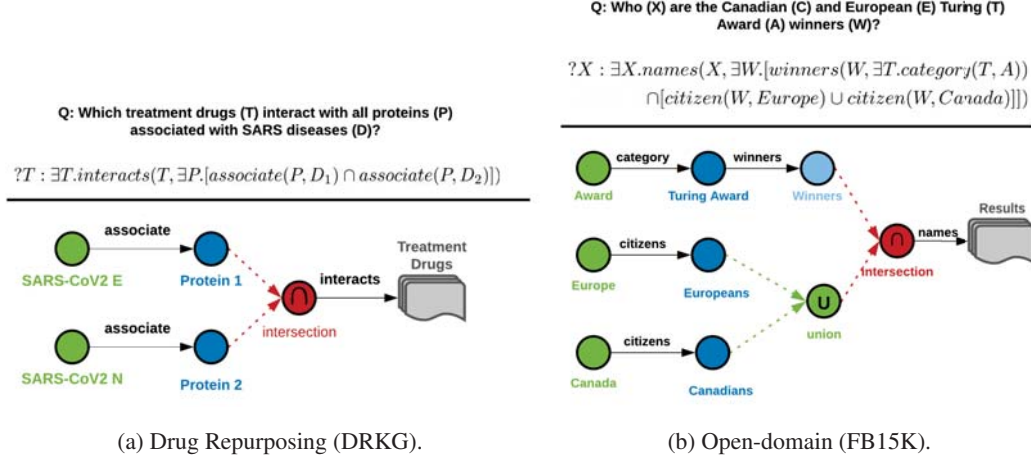 Q: Which treatment drugs (T) interact with all proteins (P)
associated with SARS diseases (D)?
?T : ∃T.interacts(T, ∃P.[associate(P, D₁) ∩ associate(P, D₂)])
associate
SARS-CoV2 E
Protein 1
associate
SARS-CoV2 N
Protein 2
∩
intersection
interacts
Treatment
Drugs
(a) Drug Repurposing (DRKG).
Q: Who (X) are the Canadian (C) and European (E) Turing (T)
Award (A) winners (W)?
?X : ∃X.names(X, ∃W.[winners(W, ∃T.category(T, A))
∩[citizen(W, Europe) ∪ citizen(W, Canada)]])
category
winners
Award
Turing Award
Winners
citizens
Europe
Europeans
citizens
Canada
Canadians
∪
union
∩
Intersection
names
Results
(b) Open-domain (FB15K).